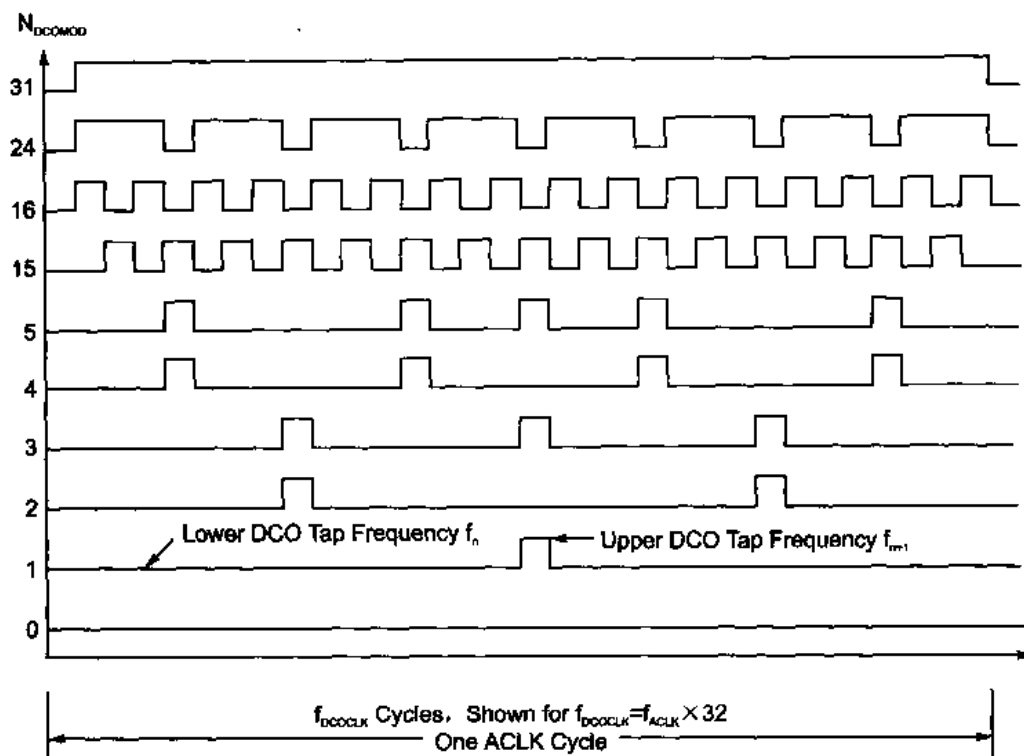 N_DCOMOD
31
24
16
15
5
4
3
2
Lower DCO Tap Frequency f_n
Upper DCO Tap Frequency f_n+1
1
0
f_DCOCLK Cycles, Shown for f_DCOCLK=f_ACLK×32
One ACLK Cycle